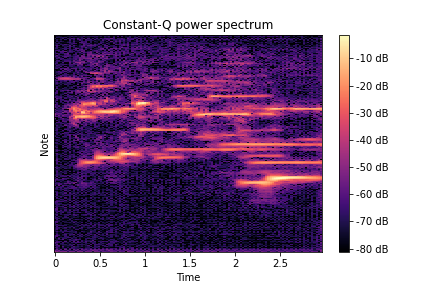 Constant-Q power spectrum
Note
-10 dB
-20 dB
-30 dB
-40 dB
-50 dB
-60 dB
-70 dB
-80 dB
0 0.5 1 1.5 2 2.5
Time